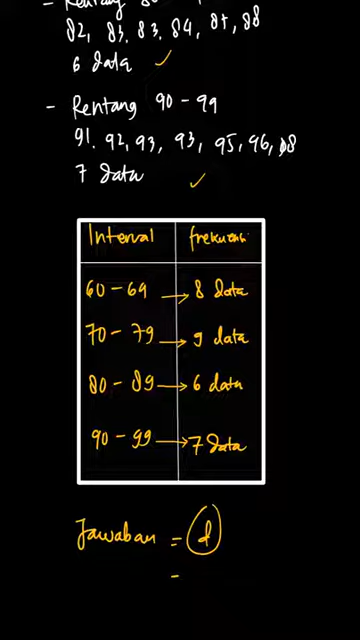 - Rentang
82, 83, 83, 84, 87, 88
6 data ✓
- Rentang 90 - 99
91, 92, 93, 93, 95, 96, 98
7 data ✓
Interval frekuensi
60 - 69 → 8 data
70 - 79 → 9 data
80 - 89 → 6 data
90 - 99 → 7 data
Jawaban = d
=